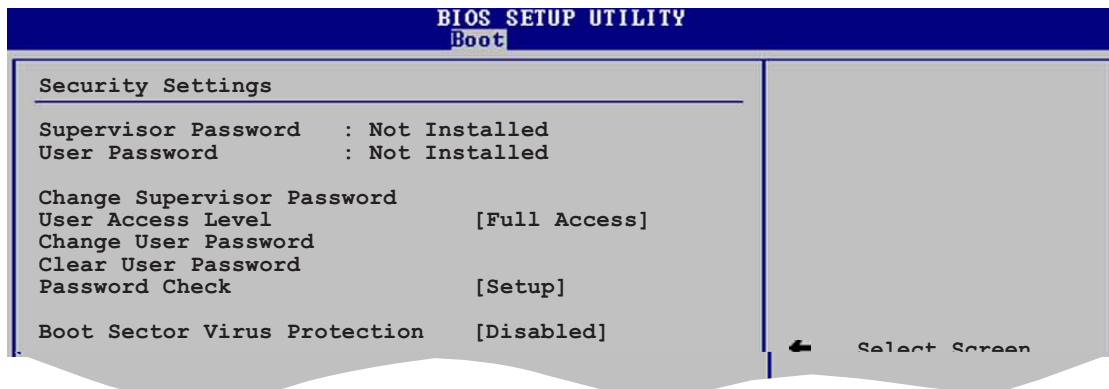 BIOS SETUP UTILITY
Boot
Security Settings
Supervisor Password : Not Installed
User Password : Not Installed
Change Supervisor Password
User Access Level [Full Access]
Change User Password
Clear User Password
Password Check [Setup]
Boot Sector Virus Protection [Disabled]
Select Screen